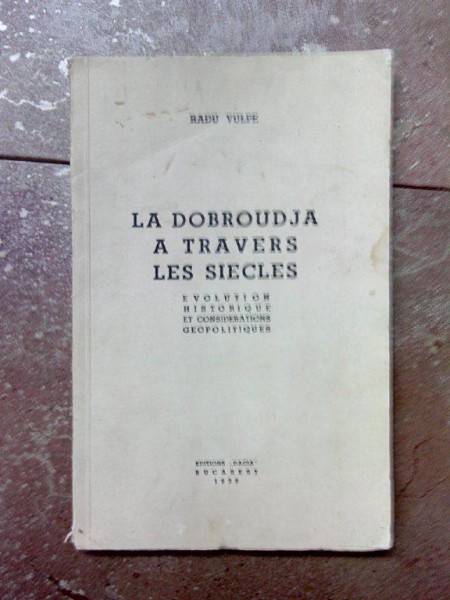 RADU VULPE
LA DOBROUDJA
A TRAVERS
LES SIECLES
EVOLUTION
HISTORIQUE
ET CONSIDERATIONS
GEOPOLITIQUES
EDITIONS „DACIA"
BUCAREST